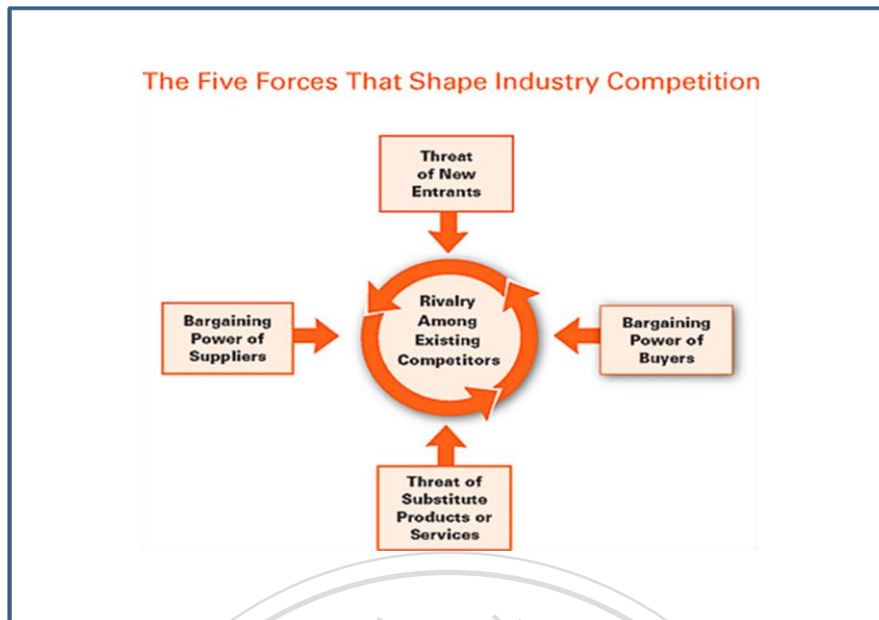 The Five Forces That Shape Industry Competition
Threat
of New
Entrants
Bargaining
Power of
Suppliers
Rivalry
Among
Existing
Competitors
Bargaining
Power of
Buyers
Threat of
Substitute
Products or
Services